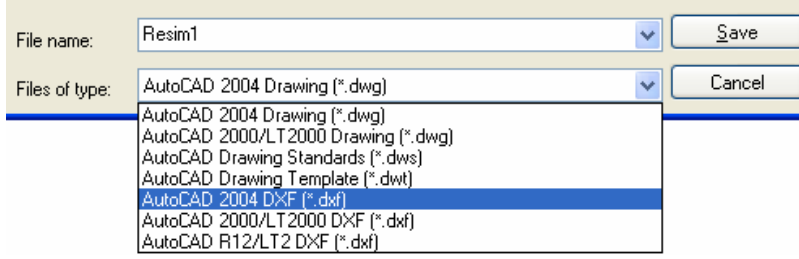 File name: Resim1 Save
Files of type: AutoCAD 2004 Drawing (*.dwg) Cancel
AutoCAD 2004 Drawing (*.dwg)
AutoCAD 2000/LT2000 Drawing (*.dwg)
AutoCAD Drawing Standards (*.dws)
AutoCAD Drawing Template (*.dwt)
AutoCAD 2004 DXF (*.dxf)
AutoCAD 2000/LT2000 DXF (*.dxf)
AutoCAD R12/LT2 DXF (*.dxf)